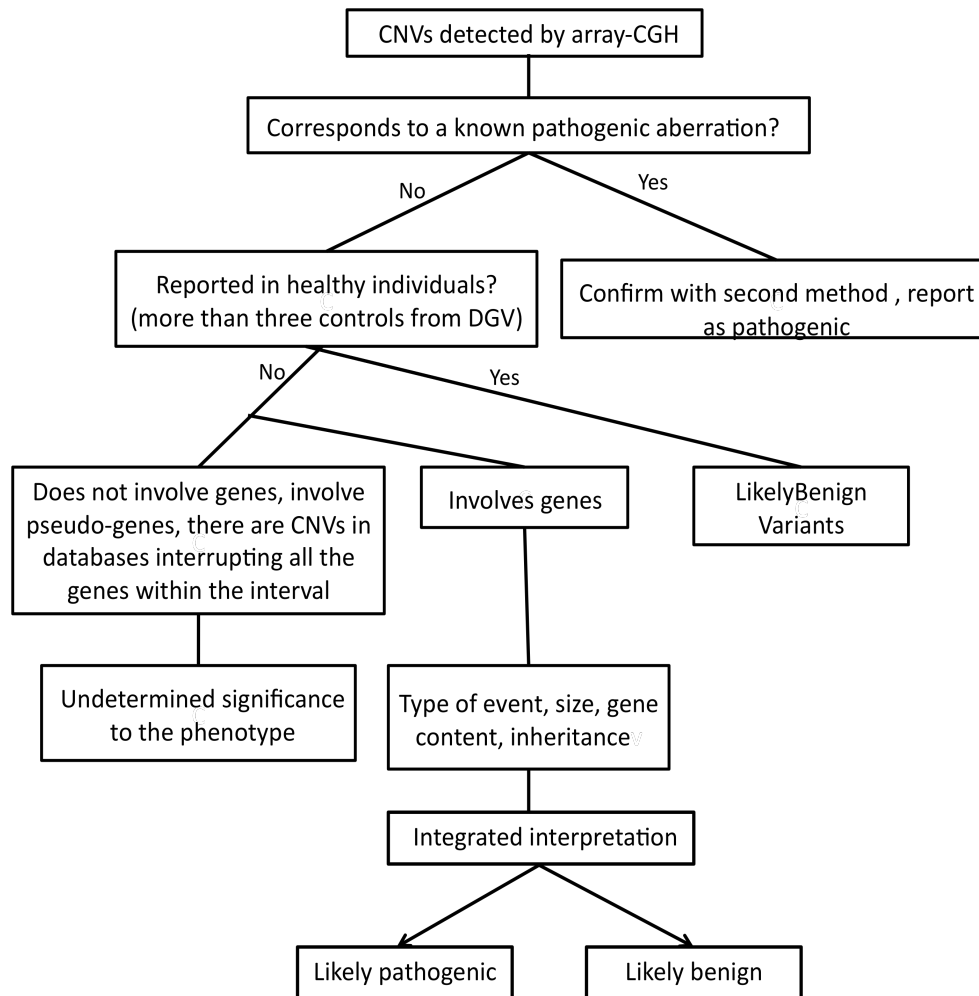 CNVs detected by array-CGH
Corresponds to a known pathogenic aberration?
No
Yes
Reported in healthy individuals?
(more than three controls from DGV)
Confirm with second method , report
as pathogenic
No
Yes
Does not involve genes, involve
pseudo-genes, there are CNVs in
databases interrupting all the
genes within the interval
Involves genes
LikelyBenign
Variants
Undetermined significance
to the phenotype
Type of event, size, gene
content, inheritance
Integrated interpretation
Likely pathogenic
Likely benign